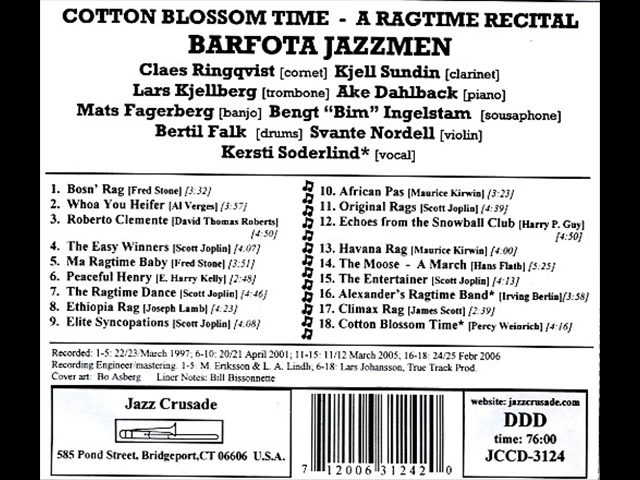 COTTON BLOSSOM TIME - A RAGTIME RECITAL
BARFOTA JAZZMEN
Claes Ringqvist [cornet] Kjell Sundin [clarinet]
Lars Kjellberg [trombone] Ake Dahlback [piano]
Mats Fagerberg [banjo] Bengt "Bim" Ingelstam [sousaphone]
Bertil Falk [drums] Svante Nordell [violin]
Kersti Soderlind* [vocal]
1. Bosn' Rag [Fred Stone] [3:32]
2. Whoa You Heifer [Al Verges] [3:57]
3. Roberto Clemente [David Thomas Roberts]
[4:50]
4. The Easy Winners [Scott Joplin] [4:07]
5. Ma Ragtime Baby [Fred Stone] [3:51]
6. Peaceful Henry [E. Harry Kelly] [2:48]
7. The Ragtime Dance [Scott Joplin] [4:46]
8. Ethiopia Rag [Joseph Lamb] [4:23]
9. Elite Syncopations [Scott Joplin] [4:08]
10. African Pas [Maurice Kirwin] [3:23]
11. Original Rags [Scott Joplin] [4:39]
12. Echoes from the Snowball Club [Harry P. Guy]
[4:50]
13. Havana Rag [Maurice Kirwin] [4:00]
14. The Moose - A March [Hans Flath] [5:25]
15. The Entertainer [Scott Joplin] [4:13]
16. Alexander's Ragtime Band* [Irving Berlin] [3:58]
17. Climax Rag [James Scott] [2:39]
18. Cotton Blossom Time* [Percy Weinrich] [4:16]
Recorded: 1-5: 22/23/March 1997; 6-10: 20/21 April 2001; 11-15: 11/12 March 2005; 16-18: 24/25 Febr 2006
Recording Engineer/mastering. 1-5: M. Eriksson & L. A. Lindh, 6-18: Lars Johansson, True Track Prod.
Cover art: Bo Asberg Liner Notes: Bill Bissonnette
Jazz Crusade
585 Pond Street, Bridgeport, CT 06606 U.S.A.
7 12006 31242 0
website: jazzcrusade.com
DDD
time: 76:00
JCCD-3124